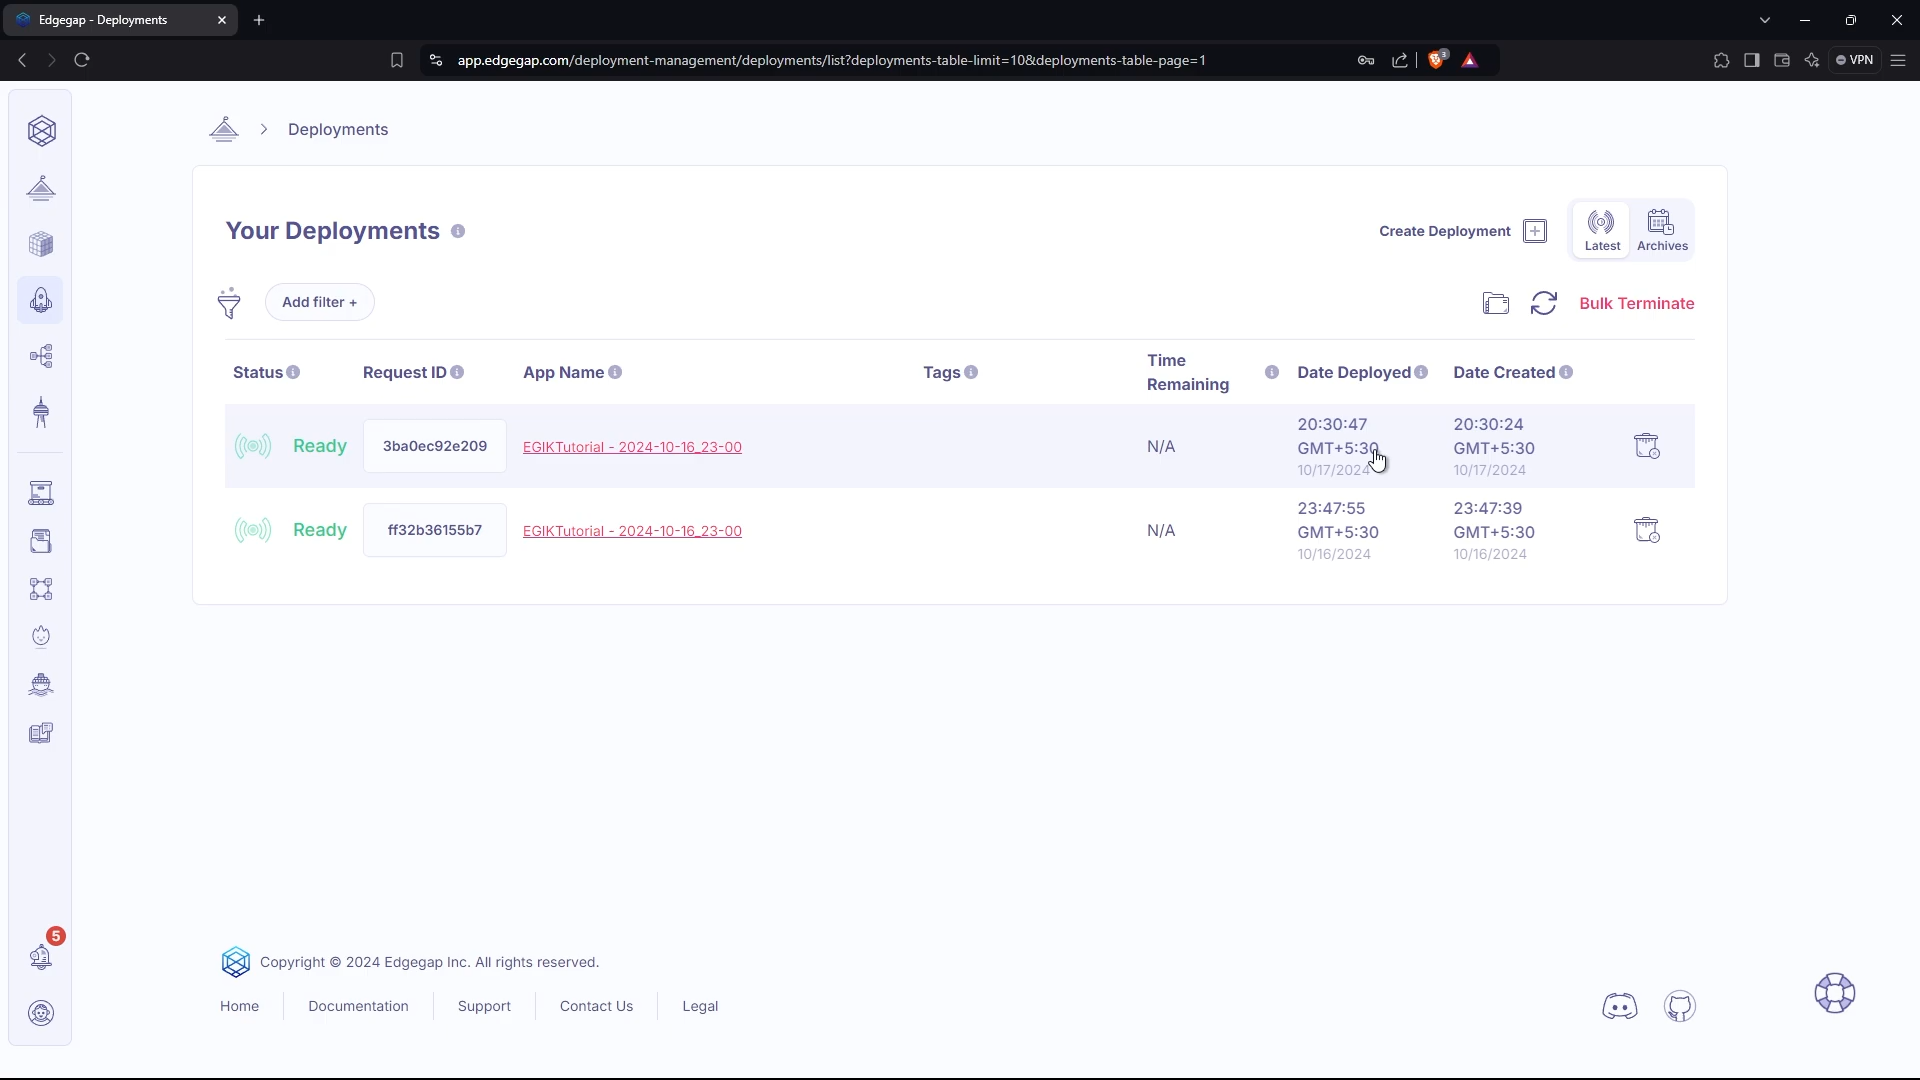 Edgegap - Deployments
app.edgegap.com/deployment-management/deployments/list?deployments-table-limit=10&deployments-table-page=1
3
VPN
Deployments
Your Deployments
Create Deployment
Latest
Archives
Add filter +
Bulk Terminate
Status
Request ID
App Name
Tags
Time
Remaining
Date Deployed
Date Created
Ready
3ba0ec92e209
EGIKTutorial - 2024-10-16_23-00
N/A
20:30:47
GMT+5:30
10/17/2024
20:30:24
GMT+5:30
10/17/2024
Ready
ff32b36155b7
EGIKTutorial - 2024-10-16_23-00
N/A
23:47:55
GMT+5:30
10/16/2024
23:47:39
GMT+5:30
10/16/2024
5
Copyright © 2024 Edgegap Inc. All rights reserved.
Home
Documentation
Support
Contact Us
Legal